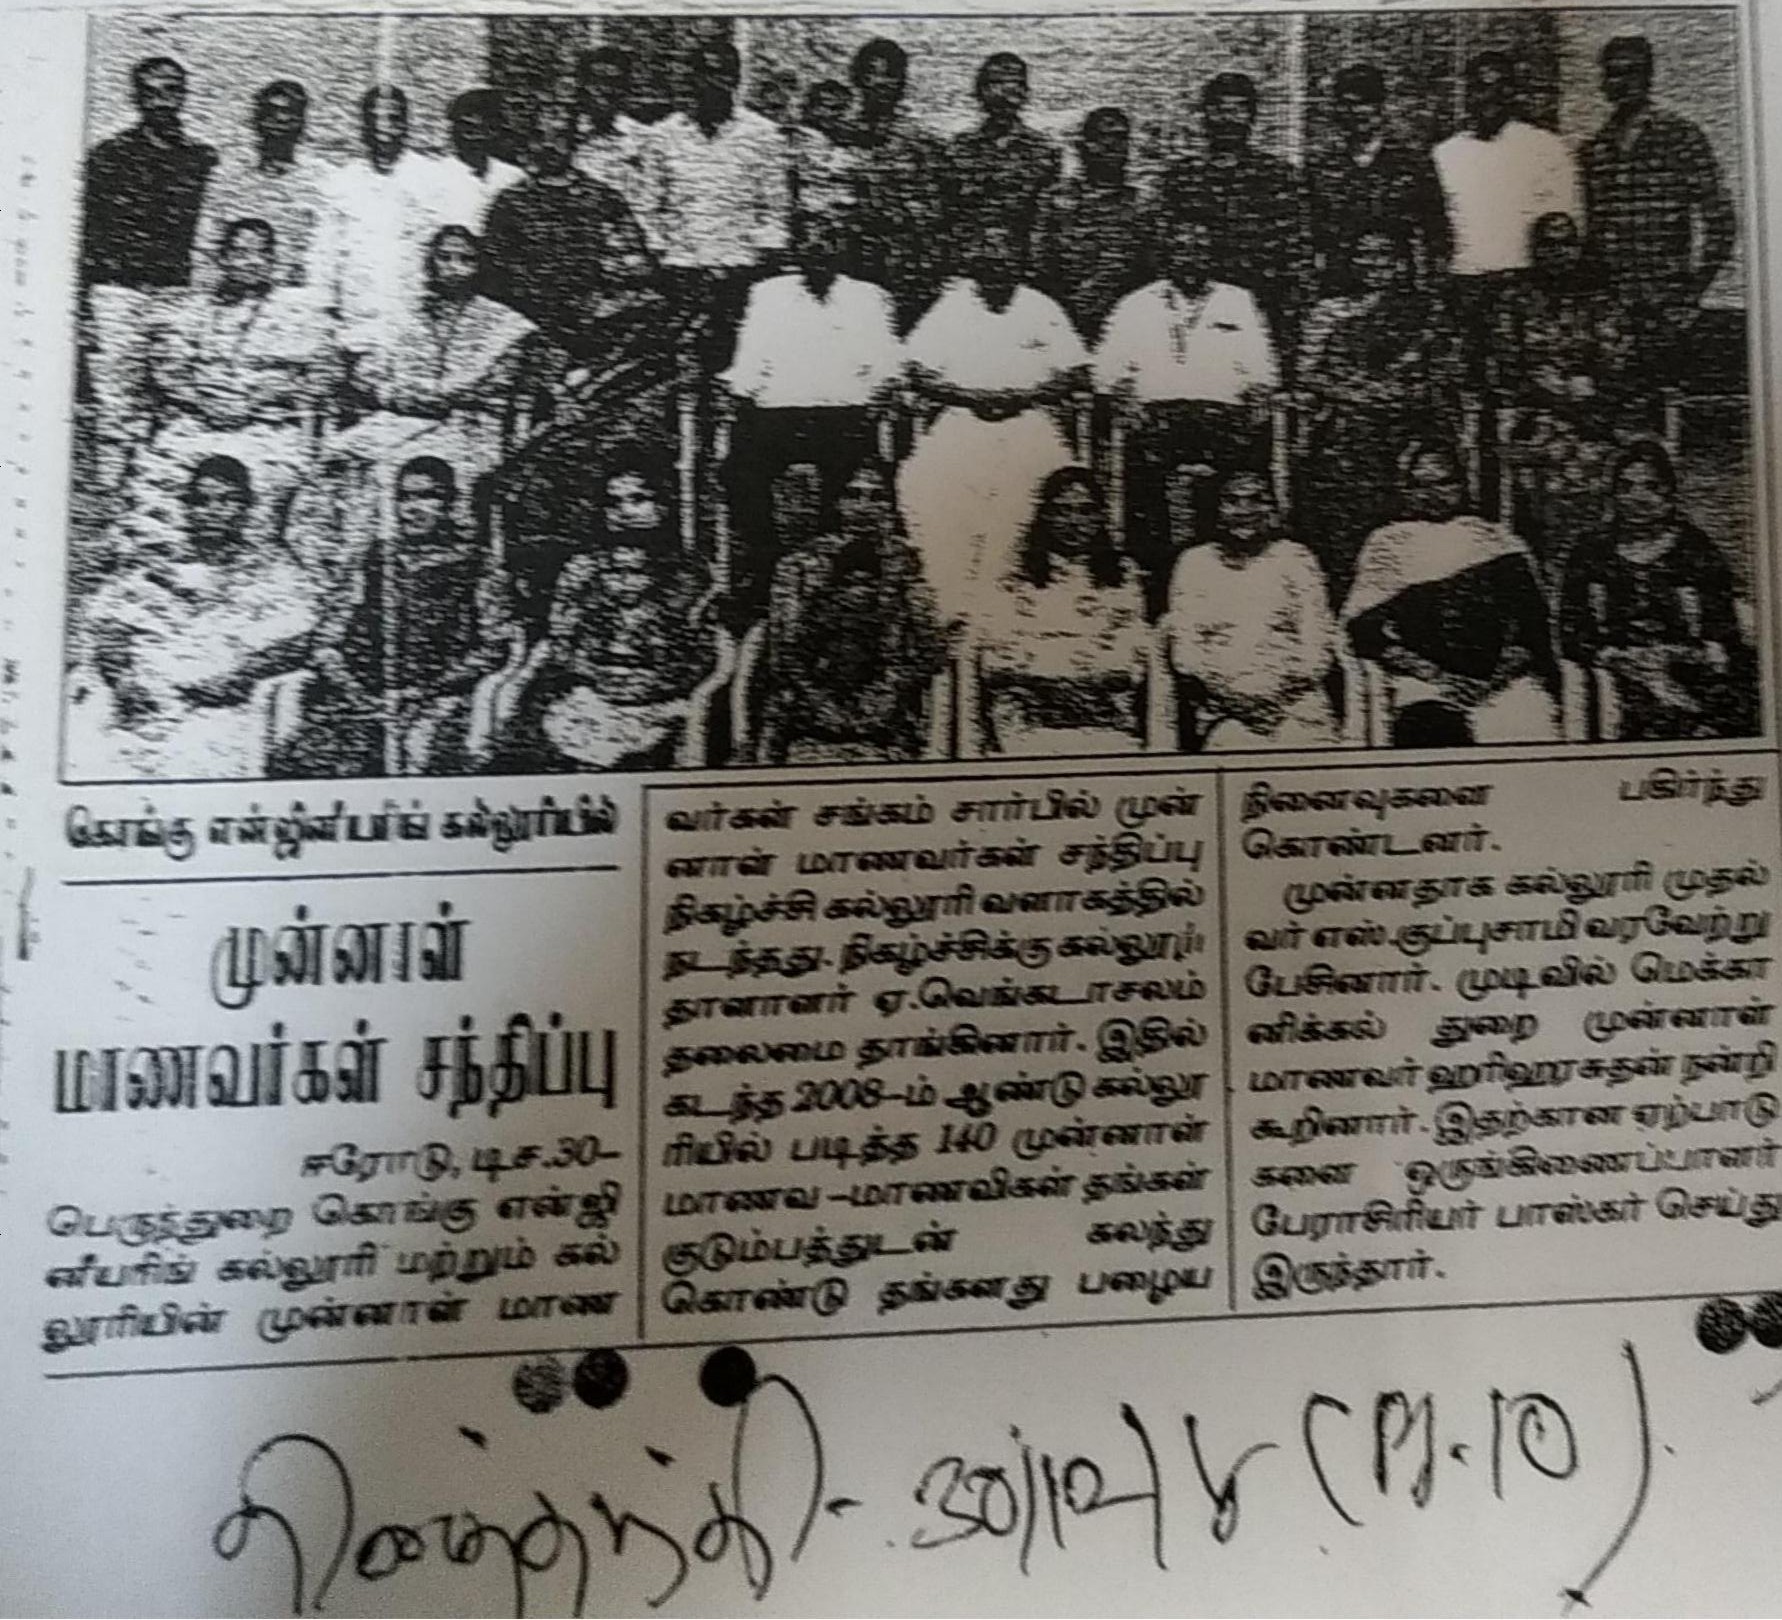 கொங்கு என்ஜினீயரிங் கல்லூரியில்
முன்னாள்
மாணவர்கள் சந்திப்பு
ஈரோடு, டிச.30–
பெருந்துறை கொங்கு என்ஜி
னீயரிங் கல்லூரி மற்றும் கல்
லூரியின் முன்னாள் மாண
வர்கள் சங்கம் சார்பில் முன்
னாள் மாணவர்கள் சந்திப்பு
நிகழ்ச்சி கல்லூரி வளாகத்தில்
நடந்தது. நிகழ்ச்சிக்கு கல்லூரி
தாளாளர் ஏ.வெங்கடாசலம்
தலைமை தாங்கினார். இதில்
கடந்த 2008–ம் ஆண்டு கல்லூ
ரியில் படித்த 140 முன்னாள்
மாணவ –மாணவிகள் தங்கள்
குடும்பத்துடன் கலந்து
கொண்டு தங்களது பழைய
நினைவுகளை பகிர்ந்து
கொண்டனர்.
முன்னதாக கல்லூரி முதல்
வர் எஸ்.குப்புசாமி வரவேற்று
பேசினார். முடிவில் மெக்கா
னிக்கல் துறை முன்னாள்
மாணவர் ஹரிஹரசுதன் நன்றி
கூறினார். இதற்கான ஏற்பாடு
களை ஒருங்கிணைப்பாளர்
பேராசிரியர் பாஸ்கர் செய்து
இருந்தார்.
தினத்தந்தி - 30/12/18 (P.10)